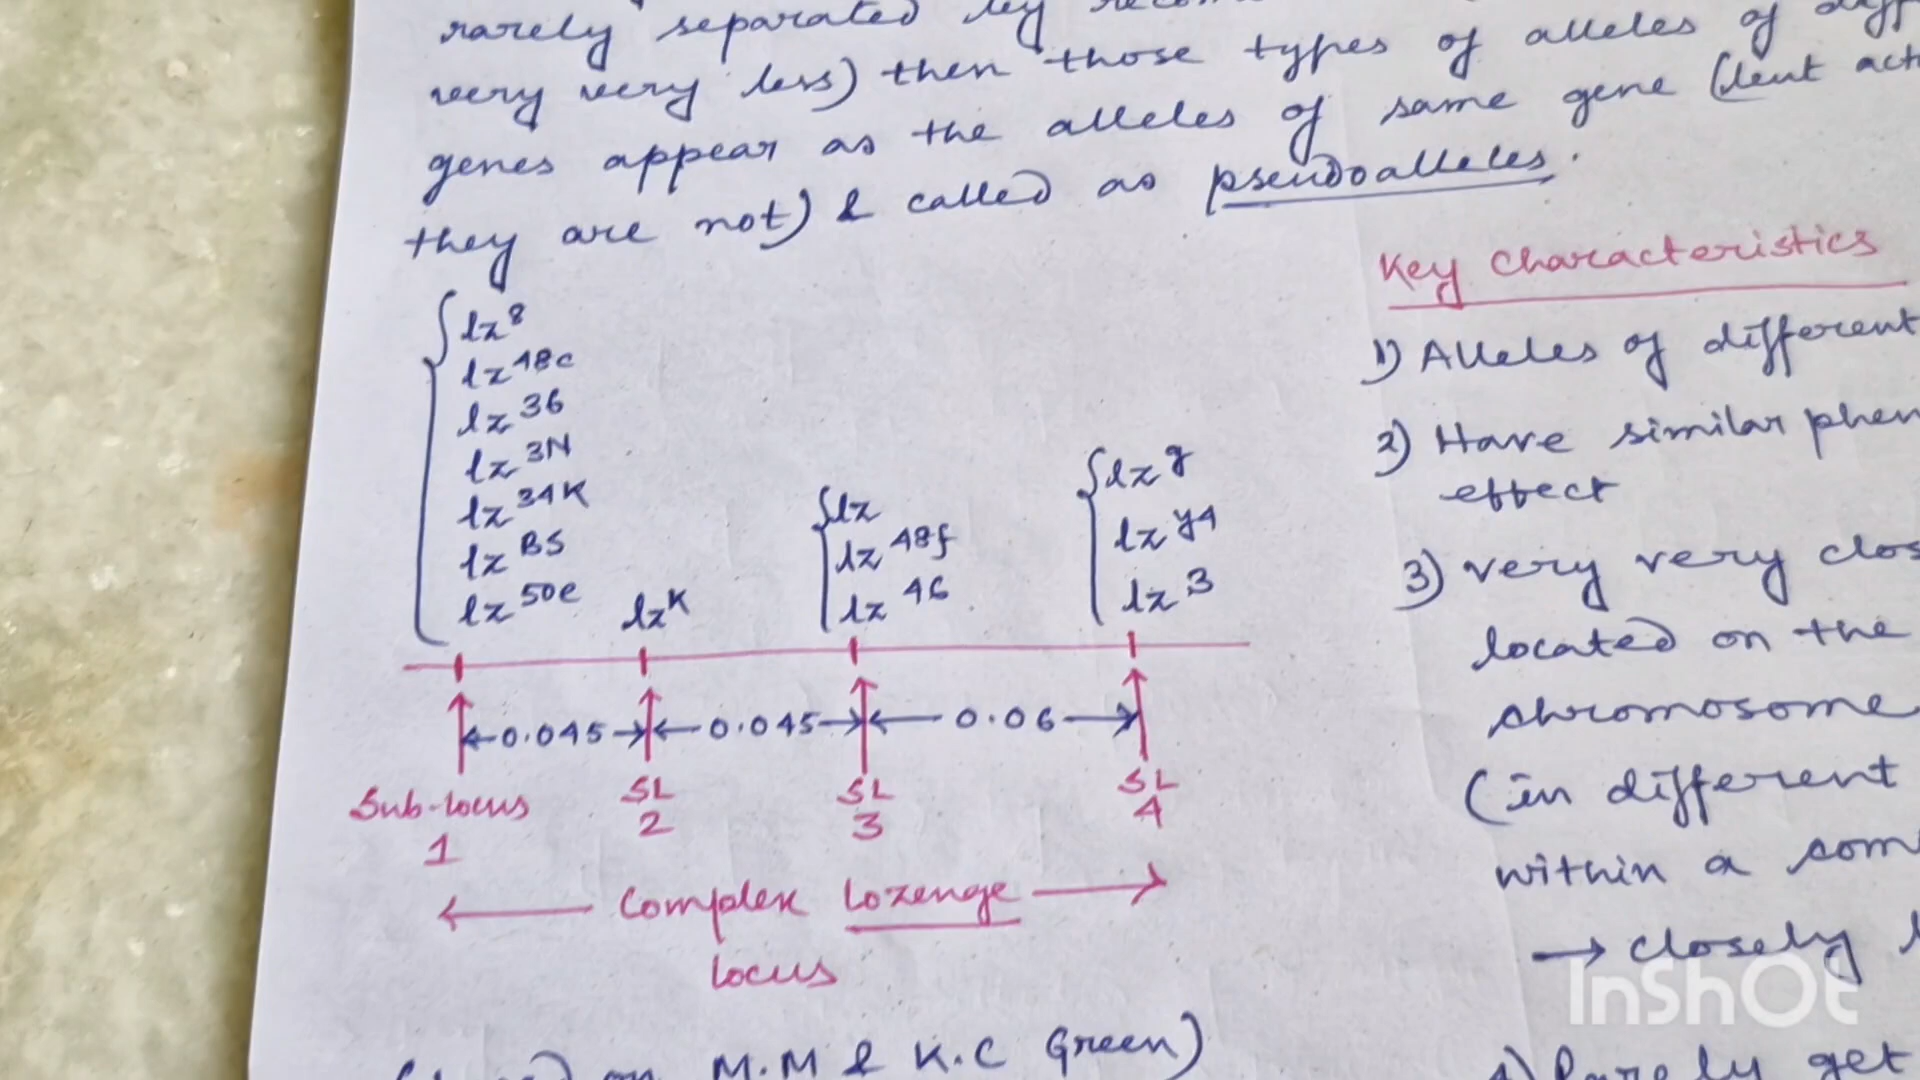 rarely separated by
very very less) then those types of alleles of
genes appear as the alleles of same gene (but
they are not) & called as pseudoalleles.
lz⁸
lz⁴⁸ᶜ
lz³⁶
lz³ᴺ
lz³⁴ᴷ
lzᴮˢ
lz⁵⁰ᵉ
lzᴷ
lz
lz⁴⁸ᶠ
lz⁴⁶
lzᵍ
lzʸ⁴
lz³
0.045
0.045
0.06
Sub-locus 1
SL 2
SL 3
SL 4
Complex Lozenge
locus
on M.M & K.C Green)
Key Characteristics
1) Alleles of different
2) Have similar
effect
3) Very very
located on the
chromosome
(in different
within a
→ closely
InShOt